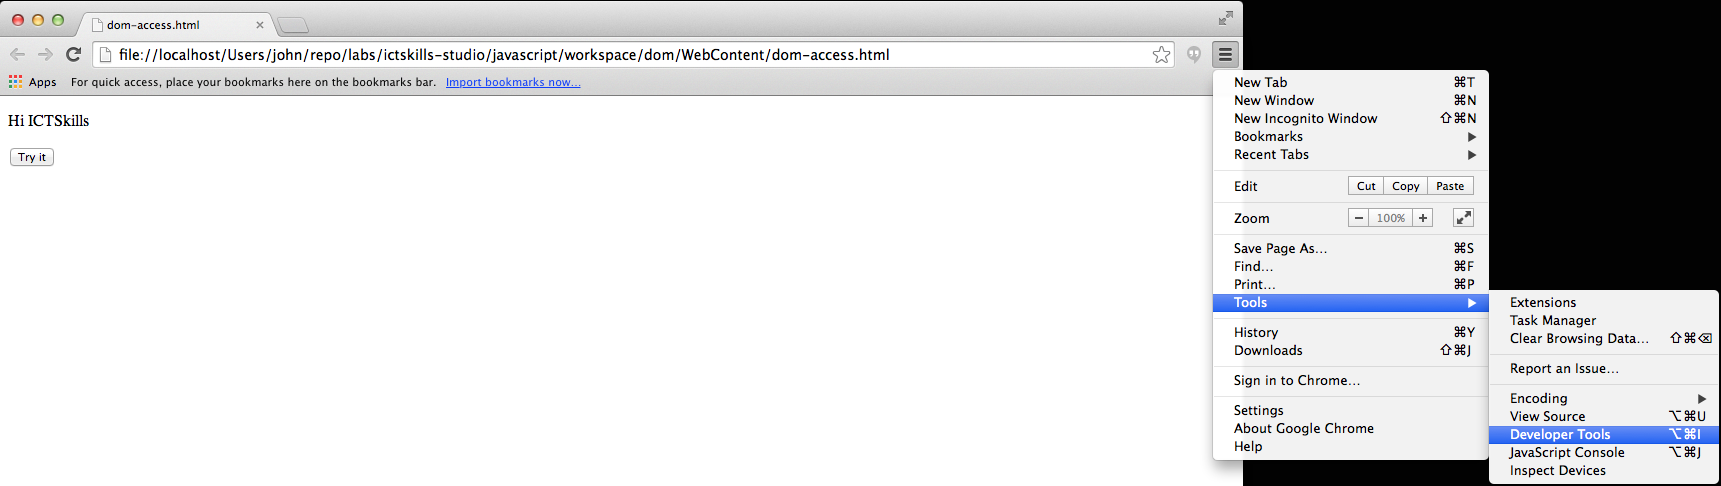 dom-access.html
file://localhost/Users/john/repo/labs/ictskills-studio/javascript/workspace/dom/WebContent/dom-access.html
Apps For quick access, place your bookmarks here on the bookmarks bar. Import bookmarks now...
Hi ICTSkills
Try it
New Tab ⌘T
New Window ⌘N
New Incognito Window ⇧⌘N
Bookmarks ▶
Recent Tabs ▶
Edit Cut Copy Paste
Zoom − 100% +
Save Page As... ⌘S
Find... ⌘F
Print... ⌘P
Tools ▶
History ⌘Y
Downloads ⇧⌘J
Sign in to Chrome...
Settings
About Google Chrome
Help
Extensions
Task Manager
Clear Browsing Data... ⇧⌘⌫
Report an Issue...
Encoding ▶
View Source ⌥⌘U
Developer Tools ⌥⌘I
JavaScript Console ⌥⌘J
Inspect Devices